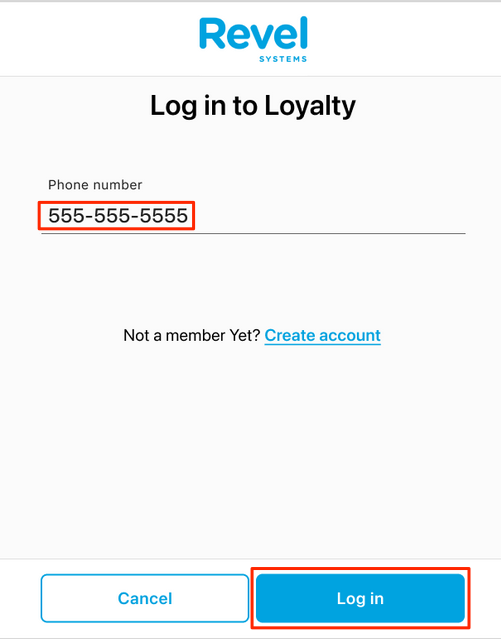 Revel
SYSTEMS
Log in to Loyalty
Phone number
555-555-5555
Not a member Yet? Create account
Cancel
Log in